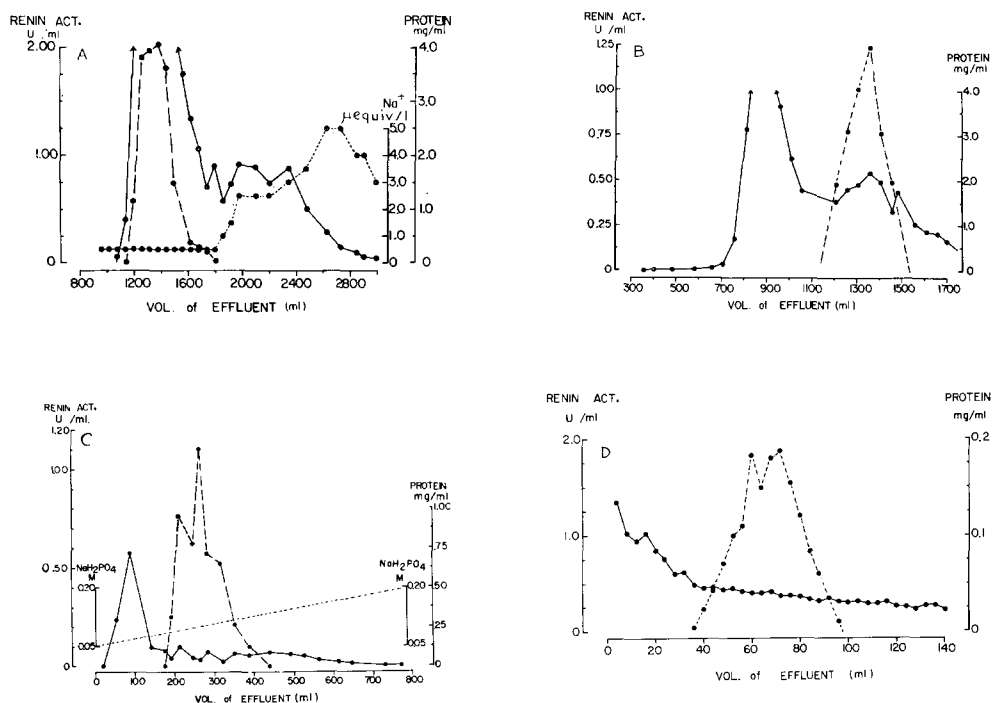 RENIN ACT.
U /ml
A
PROTEIN
mg/ml
2.00
1.00
0
4.0
3.0
2.0
1.0
0
Na+
μequiv/l
5.0
4.0
3.0
2.0
1.0
0
800 1200 1600 2000 2400 2800
VOL. of EFFLUENT (ml)
RENIN ACT.
U/ml
B
PROTEIN
mg/ml
1.25
1.00
0.75
0.50
0.25
0
4.0
3.0
2.0
1.0
0
300 500 700 900 1100 1300 1500 1700
VOL. of EFFLUENT (ml)
RENIN ACT.
U /ml.
C
PROTEIN
mg/ml
1.20
1.00
0.50
0
NaH2PO4
M
0.20
0.05
NaH2PO4
M
0.20
0.05
1.00
.75
.50
.25
0
0 100 200 300 400 500 600 700 800
VOL. of EFFLUENT (ml)
RENIN ACT.
U /ml
D
PROTEIN
mg/ml
2.0
1.0
0
0.2
0.1
0
0 20 40 60 80 100 120 140
VOL. of EFFLUENT (ml)